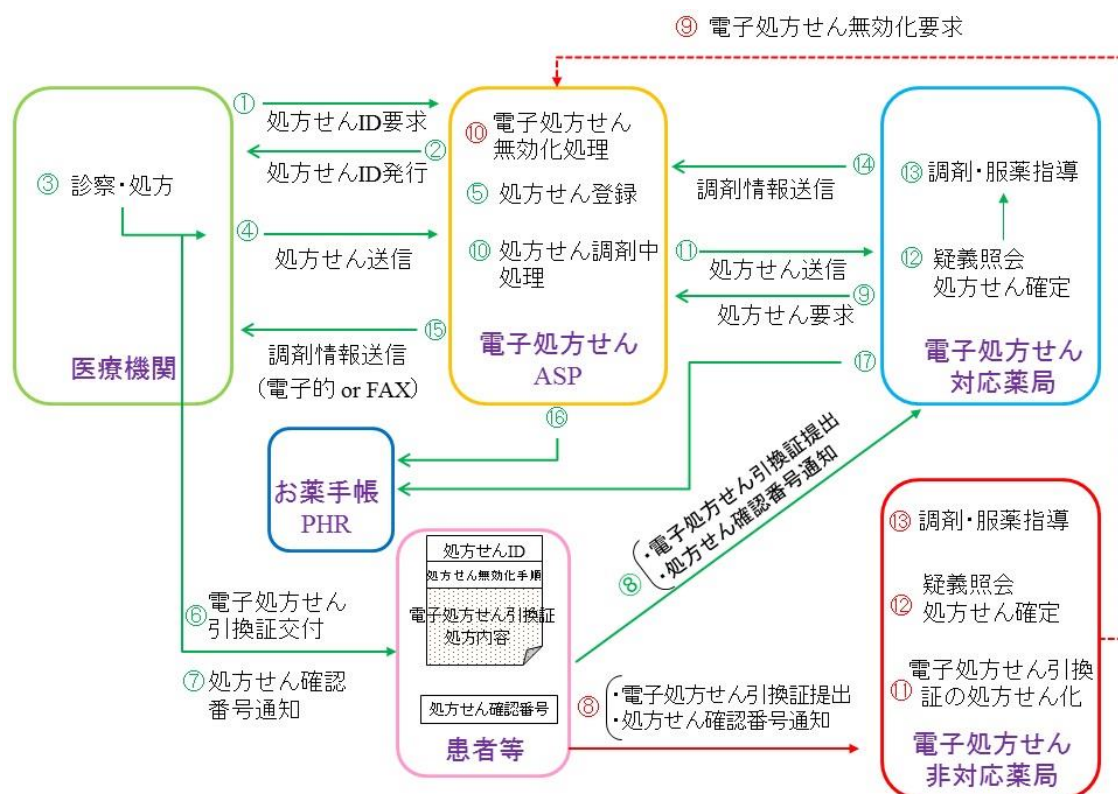 ⑨ 電子処方せん無効化要求
①
処方せんID要求
②
処方せんID発行
③ 診察・処方
④
処方せん送信
⑮
調剤情報送信
(電子的 or FAX)
医療機関
⑩ 電子処方せん
無効化処理
⑤ 処方せん登録
⑩ 処方せん調剤中
処理
電子処方せん
ASP
⑭
調剤情報送信
⑪
処方せん送信
⑨
処方せん要求
⑰
⑬調剤・服薬指導
⑫ 疑義照会
処方せん確定
電子処方せん
対応薬局
⑯
お薬手帳
PHR
⑧
・電子処方せん引換証提出
・処方せん確認番号通知
処方せんID
処方せん無効化手順
電子処方せん引換証
処方内容
処方せん確認番号
患者等
⑥電子処方せん
引換証交付
⑦処方せん確認
番号通知
⑧
・電子処方せん引換証提出
・処方せん確認番号通知
⑬ 調剤・服薬指導
⑫ 疑義照会
処方せん確定
⑪ 電子処方せん引換
証の処方せん化
電子処方せん
非対応薬局